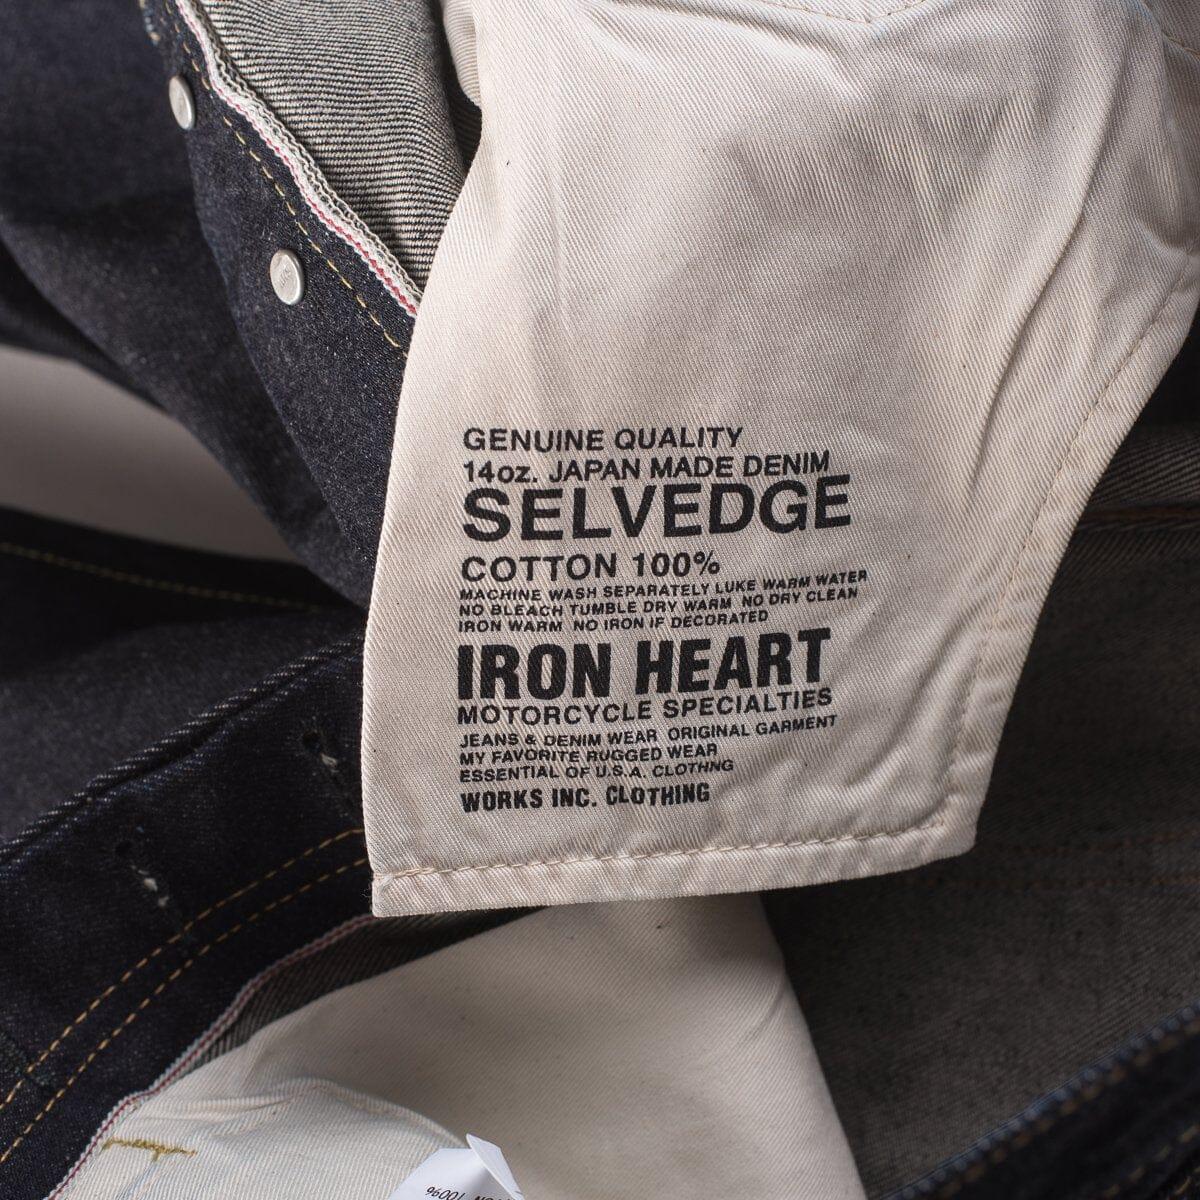 GENUINE QUALITY
14oz. JAPAN MADE DENIM
SELVEDGE
COTTON 100%
MACHINE WASH SEPARATELY LUKE WARM WATER
NO BLEACH TUMBLE DRY WARM NO DRY CLEAN
IRON WARM NO IRON IF DECORATED
IRON HEART
MOTORCYCLE SPECIALTIES
JEANS & DENIM WEAR ORIGINAL GARMENT
MY FAVORITE RUGGED WEAR
ESSENTIAL OF U.S.A. CLOTHNG
WORKS INC. CLOTHING
100%